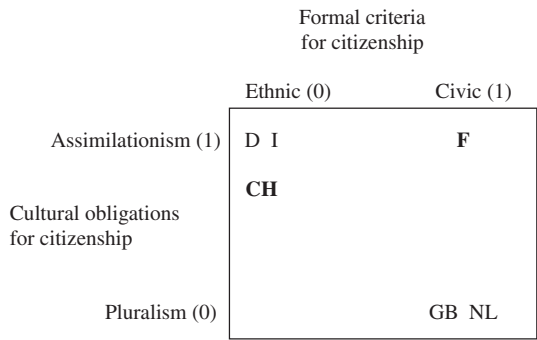 Formal criteria
for citizenship
Ethnic (0) Civic (1)
Assimilationism (1) D I F
CH
Cultural obligations
for citizenship
Pluralism (0) GB NL